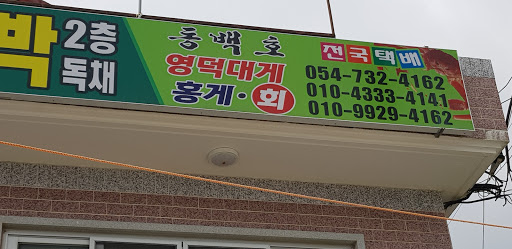 박 2층
독채
동백호
영덕대게
홍게·회
전국택배
054-732-4162
010-4333-4141
010-9929-4162